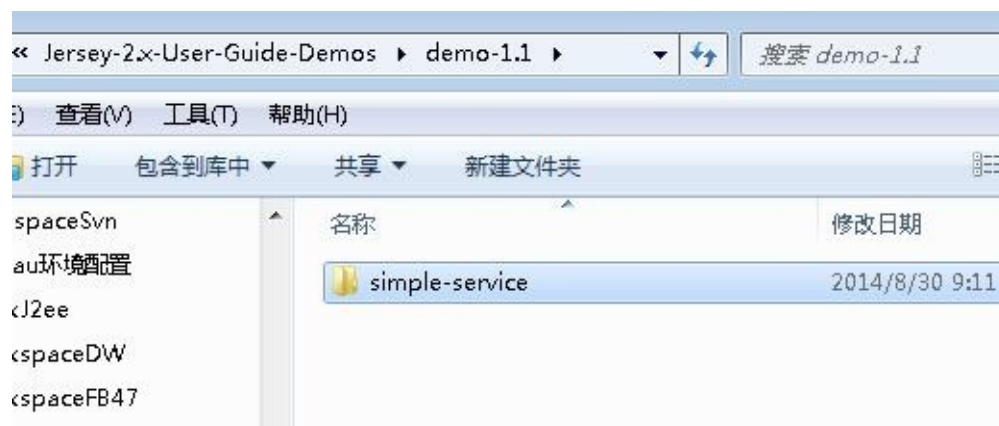 « Jersey-2.x-User-Guide-Demos ▸ demo-1.1 ▸ 搜索 demo-1.1
) 查看(V) 工具(T) 帮助(H)
打开 包含到库中 ▼ 共享 ▼ 新建文件夹
名称 修改日期
spaceSvn
au环境配置
simple-service 2014/8/30 9:11
J2ee
spaceDW
spaceFB47